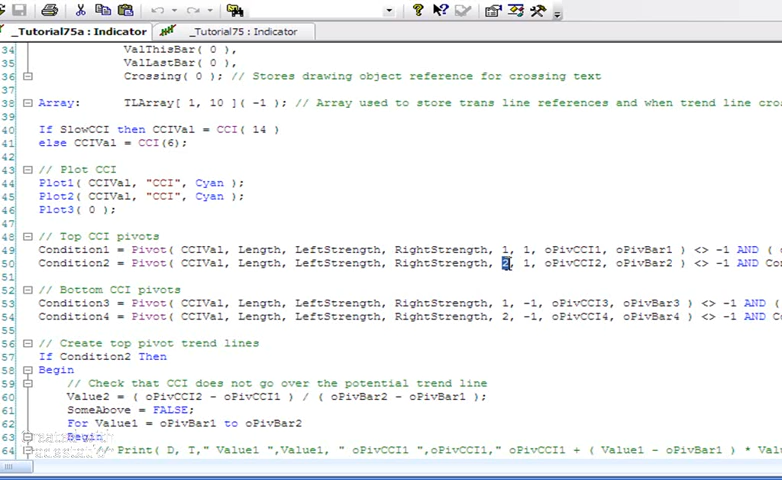 _Tutorial75a : Indicator
_Tutorial75 : Indicator
34 ValThisBar( 0 ),
35 ValLastBar( 0 ),
36 Crossing( 0 ); // Stores drawing object reference for crossing text
37
38 Array: TLArray[ 1, 10 ]( -1 ); // Array used to store trans line references and when trend line cros
39
40 If SlowCCI then CCIVal = CCI( 14 )
41 else CCIVal = CCI(6);
42
43 // Plot CCI
44 Plot1( CCIVal, "CCI", Cyan );
45 Plot2( CCIVal, "CCI", Cyan );
46 Plot3( 0 );
47
48 // Top CCI pivots
49 Condition1 = Pivot( CCIVal, Length, LeftStrength, RightStrength, 1, 1, oPivCCI1, oPivBar1 ) <> -1 AND (
50 Condition2 = Pivot( CCIVal, Length, LeftStrength, RightStrength, 2, 1, oPivCCI2, oPivBar2 ) <> -1 AND Con
51
52 // Bottom CCI pivots
53 Condition3 = Pivot( CCIVal, Length, LeftStrength, RightStrength, 1, -1, oPivCCI3, oPivBar3 ) <> -1 AND (
54 Condition4 = Pivot( CCIVal, Length, LeftStrength, RightStrength, 2, -1, oPivCCI4, oPivBar4 ) <> -1 AND Co
55
56 // Create top pivot trend lines
57 If Condition2 Then
58 Begin
59 // Check that CCI does not go over the potential trend line
60 Value2 = ( oPivCCI2 - oPivCCI1 ) / ( oPivBar2 - oPivBar1 );
61 SomeAbove = FALSE;
62 For Value1 = oPivBar1 to oPivBar2
63 Begin
64 // Print( D, T," Value1 ",Value1, " oPivCCI1 ",oPivCCI1," oPivCCI1 + ( Value1 - oPivBar1 ) * Valu